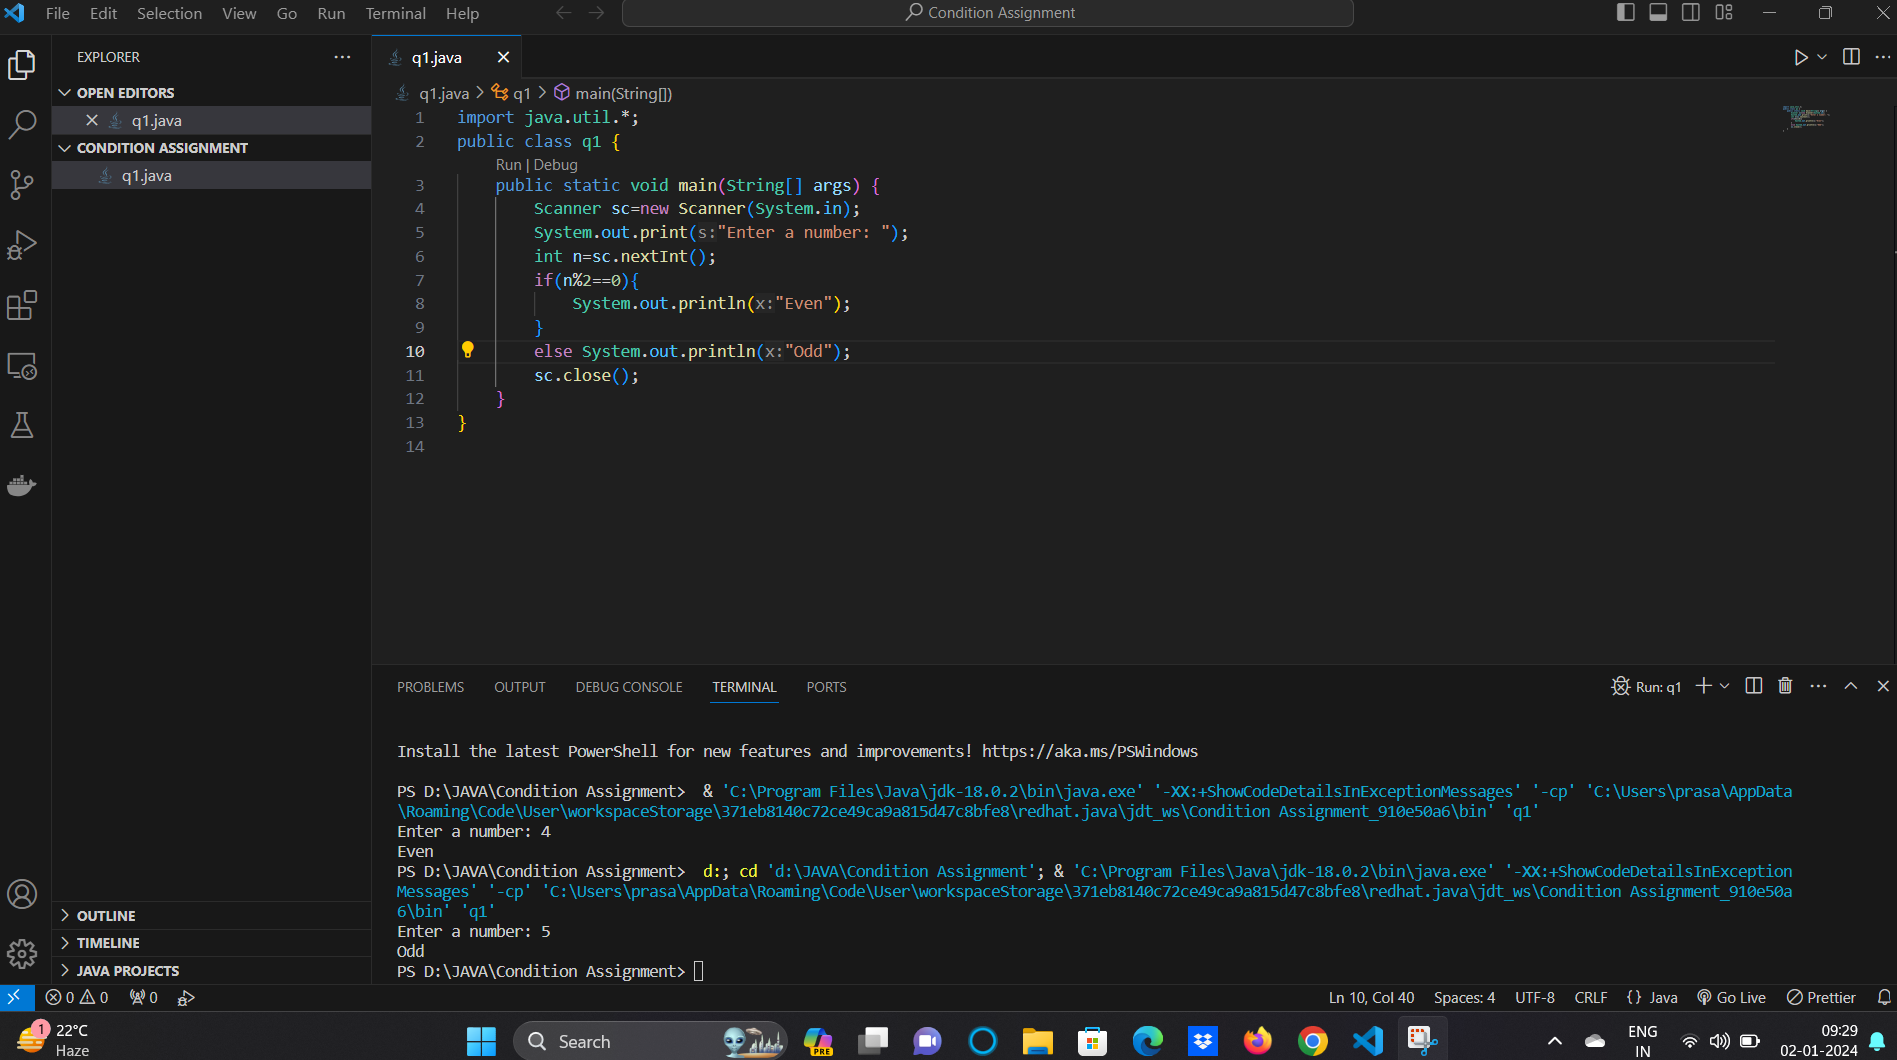 File Edit Selection View Go Run Terminal Help
Condition Assignment
EXPLORER
OPEN EDITORS
q1.java
CONDITION ASSIGNMENT
q1.java
OUTLINE
TIMELINE
JAVA PROJECTS
q1.java
q1.java > q1 > main(String[])
1 import java.util.*;
2 public class q1 {
Run | Debug
3 public static void main(String[] args) {
4 Scanner sc=new Scanner(System.in);
5 System.out.print(s:"Enter a number: ");
6 int n=sc.nextInt();
7 if(n%2==0){
8 System.out.println(x:"Even");
9 }
10 else System.out.println(x:"Odd");
11 sc.close();
12 }
13 }
14
PROBLEMS OUTPUT DEBUG CONSOLE TERMINAL PORTS
Run: q1
Install the latest PowerShell for new features and improvements! https://aka.ms/PSWindows
PS D:\JAVA\Condition Assignment>  & 'C:\Program Files\Java\jdk-18.0.2\bin\java.exe' '-XX:+ShowCodeDetailsInExceptionMessages' '-cp' 'C:\Users\prasa\AppData
\Roaming\Code\User\workspaceStorage\371eb8140c72ce49ca9a815d47c8bfe8\redhat.java\jdt_ws\Condition Assignment_910e50a6\bin' 'q1'
Enter a number: 4
Even
PS D:\JAVA\Condition Assignment>  d:; cd 'd:\JAVA\Condition Assignment'; & 'C:\Program Files\Java\jdk-18.0.2\bin\java.exe' '-XX:+ShowCodeDetailsInException
Messages' '-cp' 'C:\Users\prasa\AppData\Roaming\Code\User\workspaceStorage\371eb8140c72ce49ca9a815d47c8bfe8\redhat.java\jdt_ws\Condition Assignment_910e50a
6\bin' 'q1'
Enter a number: 5
Odd
PS D:\JAVA\Condition Assignment>
0 0 0 Ln 10, Col 40 Spaces: 4 UTF-8 CRLF {} Java Go Live Prettier
1 22°C
Haze
Search
PRE
ENG
IN
09:29
02-01-2024